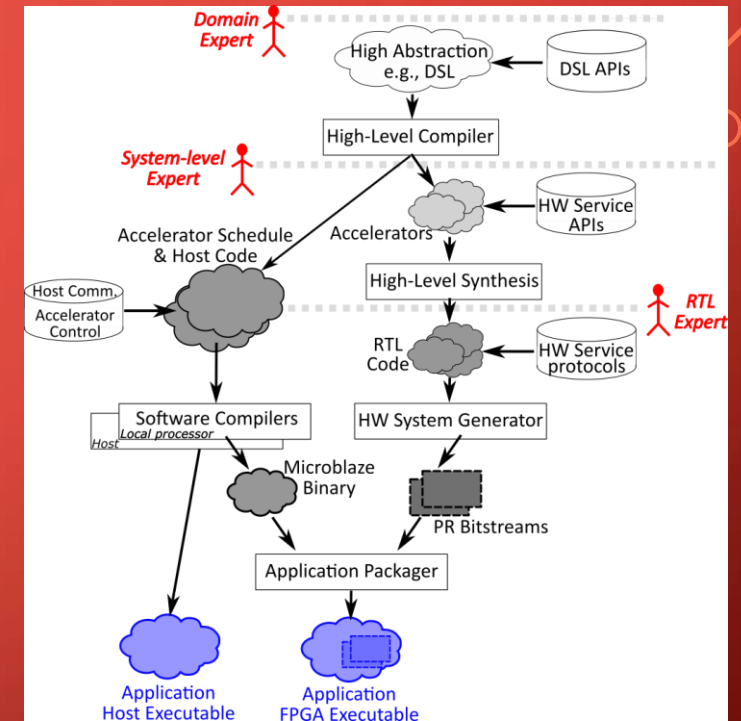 Domain
Expert
High Abstraction
e.g., DSL
DSL APIs
High-Level Compiler
System-level
Expert
Accelerators
HW Service
APIs
Accelerator Schedule
& Host Code
High-Level Synthesis
Host Comm.
Accelerator
Control
RTL
Expert
RTL
Code
HW Service
protocols
Software Compilers
Local processor
Host
HW System Generator
Microblaze
Binary
PR Bitstreams
Application Packager
Application
Host Executable
Application
FPGA Executable